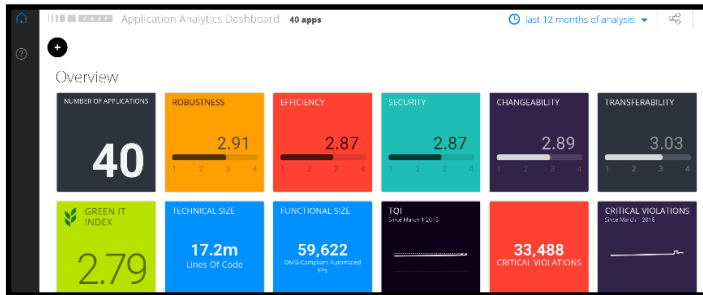 CAST Application Analytics Dashboard 40 apps last 12 months of analysis
+
Overview
NUMBER OF APPLICATIONS
40
ROBUSTNESS
2.91
1 2 3 4
EFFICIENCY
2.87
1 2 3 4
SECURITY
2.87
1 2 3 4
CHANGEABILITY
2.89
1 2 3 4
TRANSFERABILITY
3.03
1 2 3 4
GREEN IT
INDEX
2.79
TECHNICAL SIZE
17.2m
Lines Of Code
FUNCTIONAL SIZE
59,622
OMG-Compliant Automated
FPs
TQI
Since March 1 2015
33,488
CRITICAL VIOLATIONS
CRITICAL VIOLATIONS
Since March 1 2015